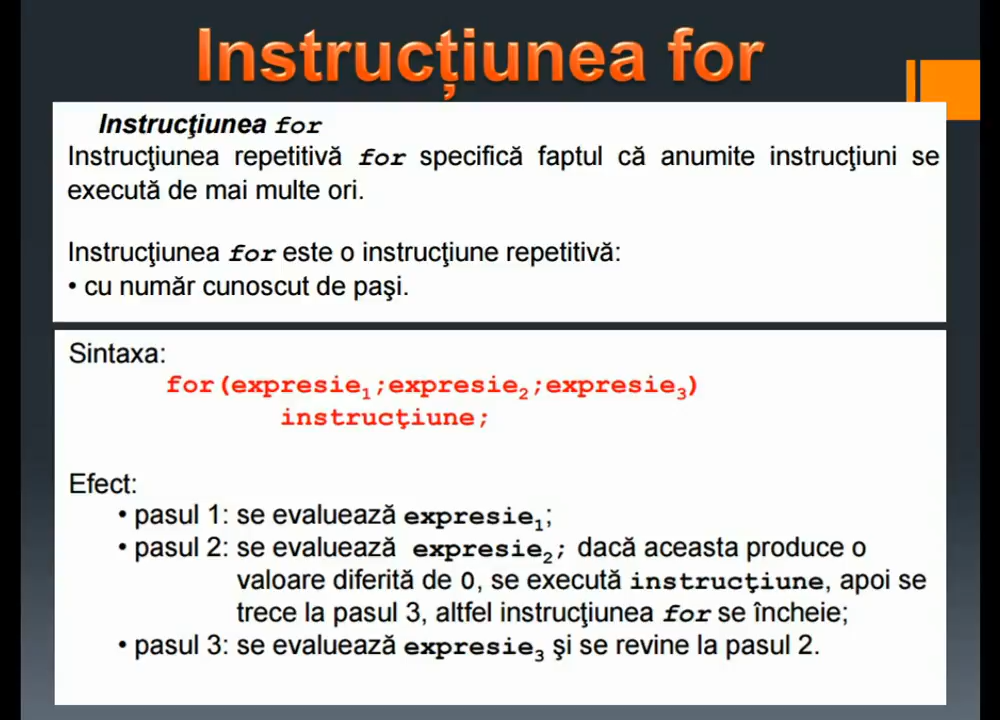 Instrucțiunea for
Instrucţiunea for
Instrucţiunea repetitivă for specifică faptul că anumite instrucţiuni se
execută de mai multe ori.
Instrucţiunea for este o instrucţiune repetitivă:
• cu număr cunoscut de paşi.
Sintaxa:
for(expresie₁;expresie₂;expresie₃)
instrucţiune;
Efect:
• pasul 1: se evaluează expresie₁;
• pasul 2: se evaluează expresie₂; dacă aceasta produce o
valoare diferită de 0, se execută instrucţiune, apoi se
trece la pasul 3, altfel instrucţiunea for se încheie;
• pasul 3: se evaluează expresie₃ şi se revine la pasul 2.